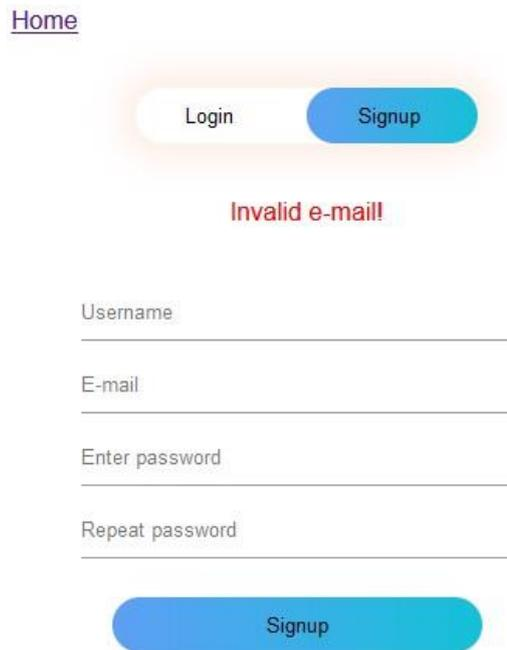 Home
Login Signup
Invalid e-mail!
Username
E-mail
Enter password
Repeat password
Signup